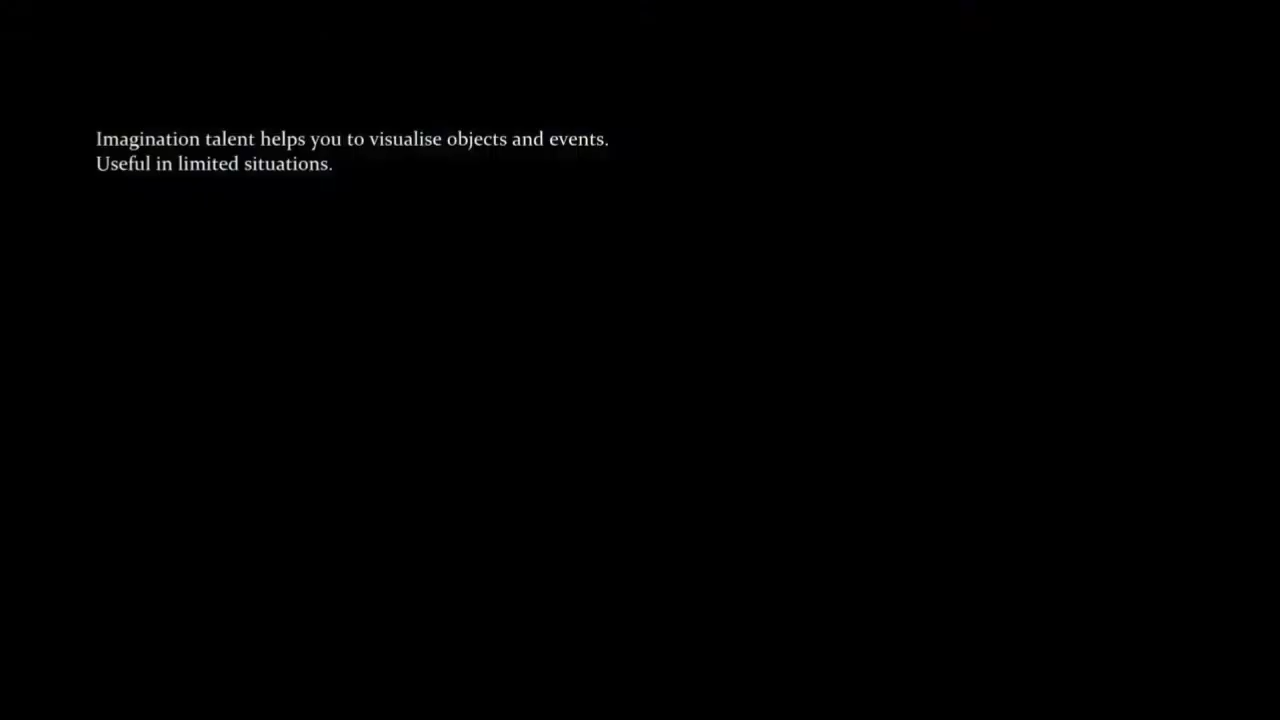 Imagination talent helps you to visualise objects and events.
Useful in limited situations.